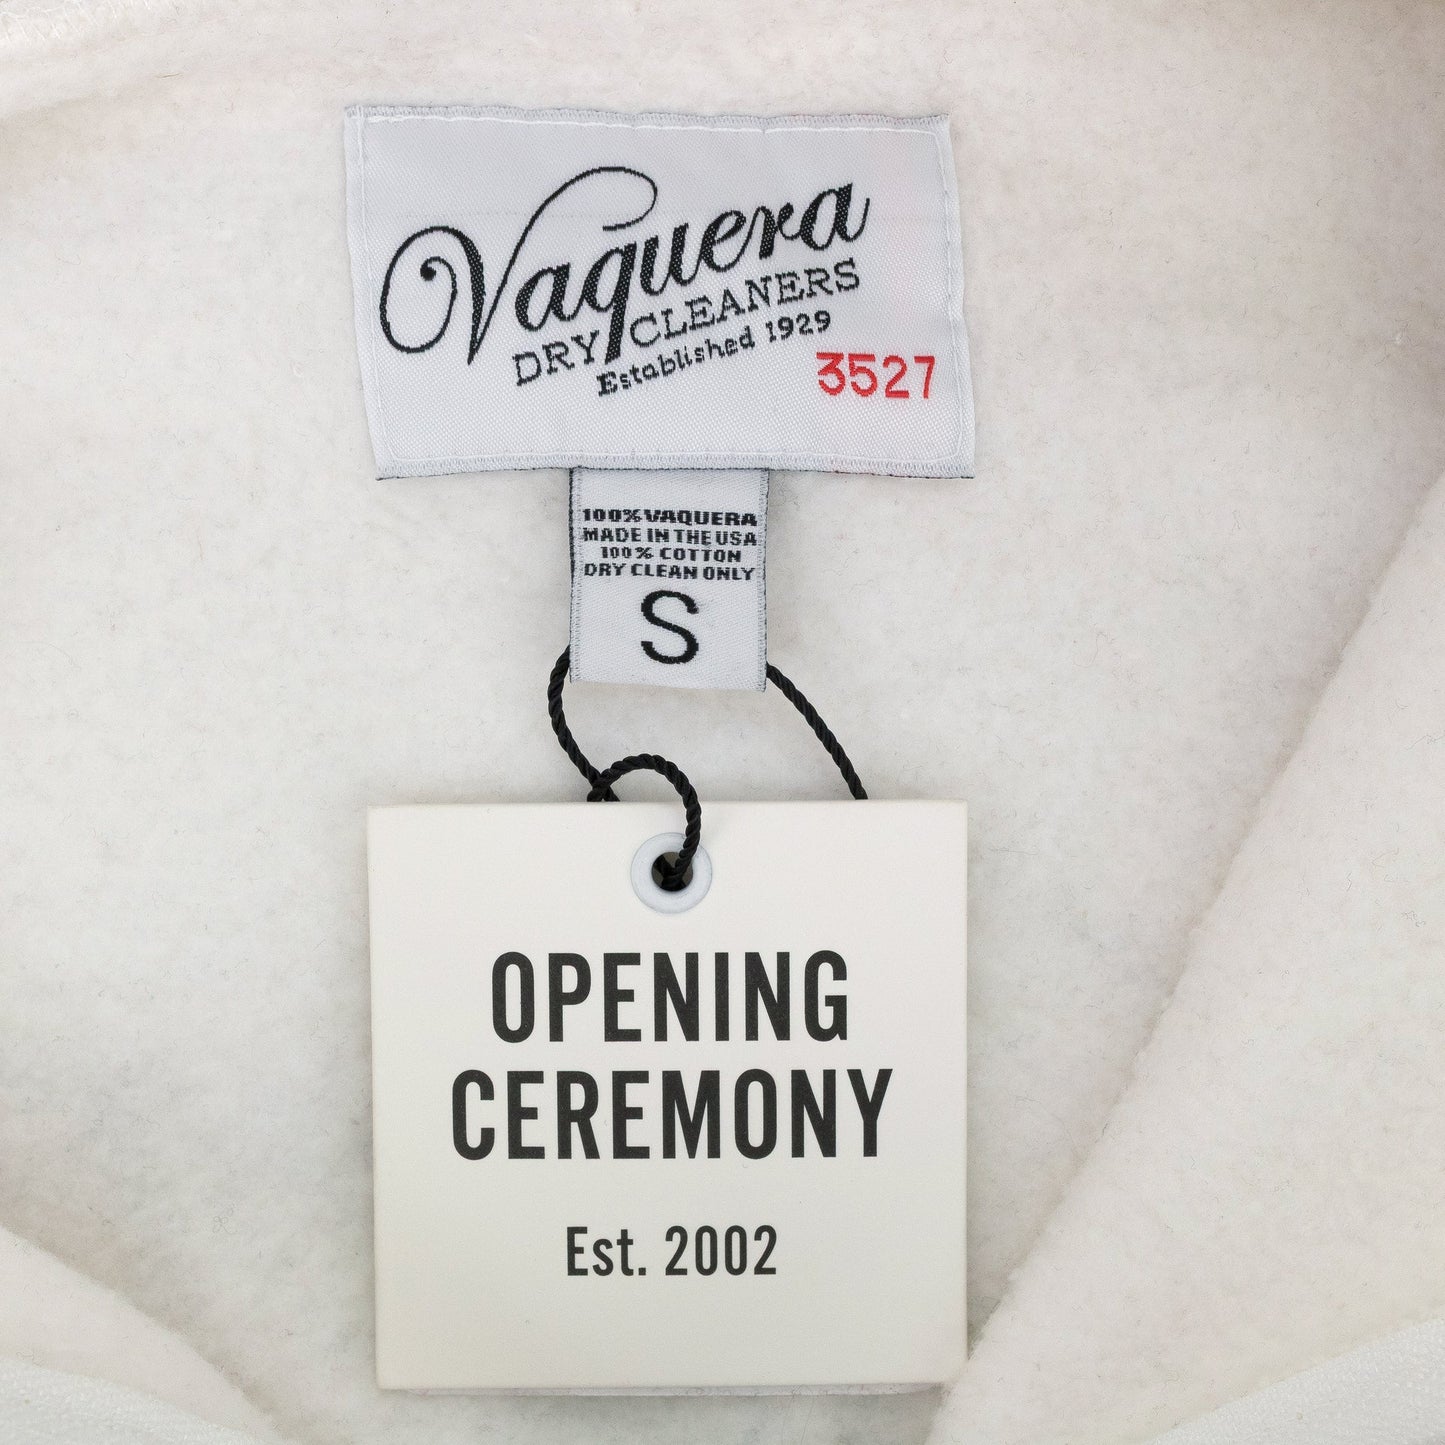 Vaquera
DRY CLEANERS
Established 1929
3527
100% VAQUERA
MADE IN THE USA
100% COTTON
DRY CLEAN ONLY
S
OPENING
CEREMONY
Est. 2002